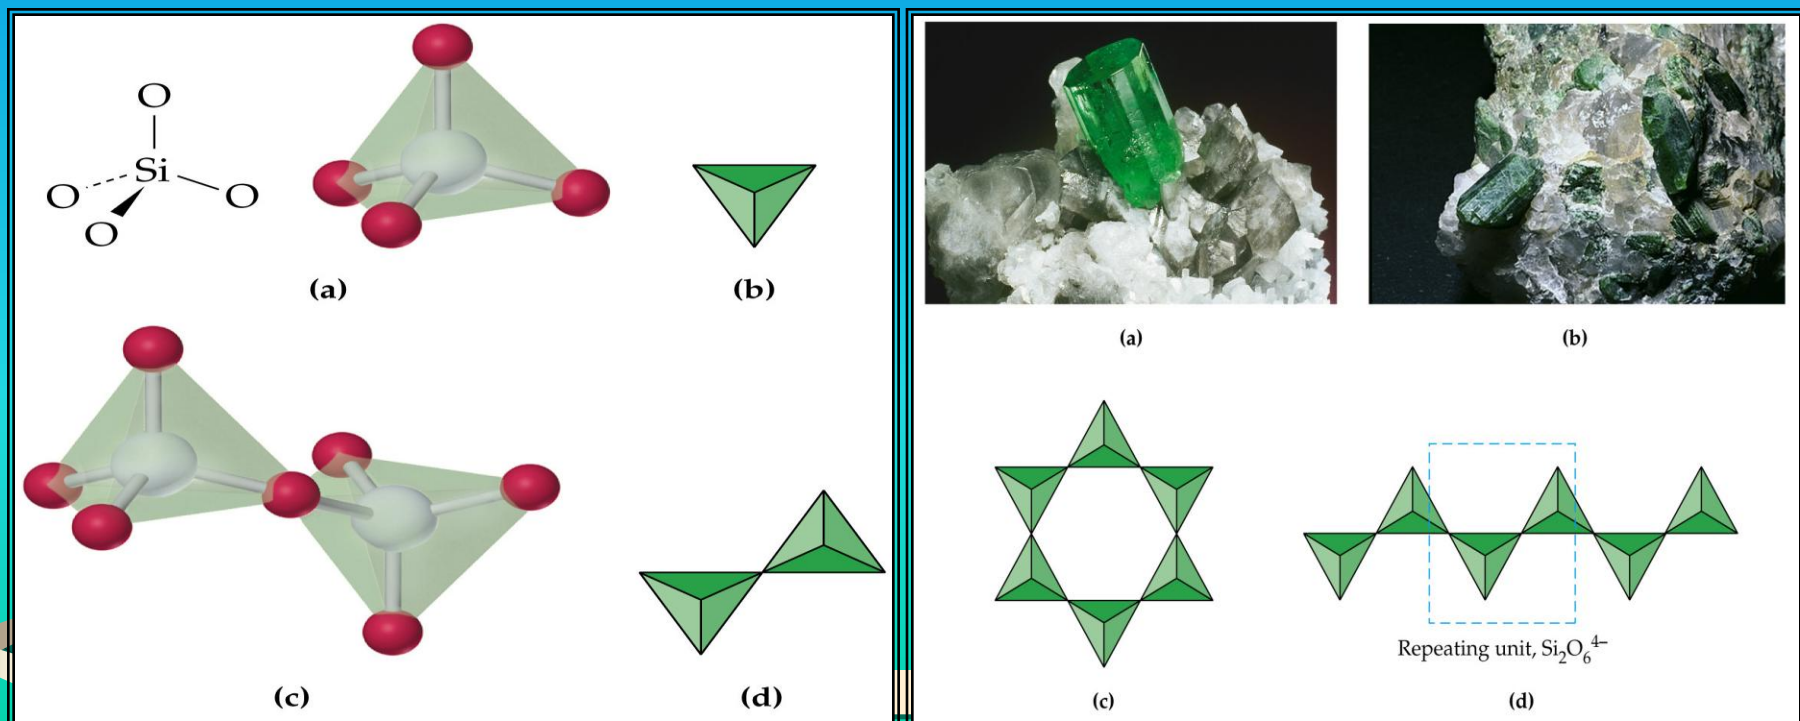 O
Si
O
O
O
(a)
(b)
(c)
(d)
(a)
(b)
Repeating unit, Si₂O₆⁴⁻
(c)
(d)